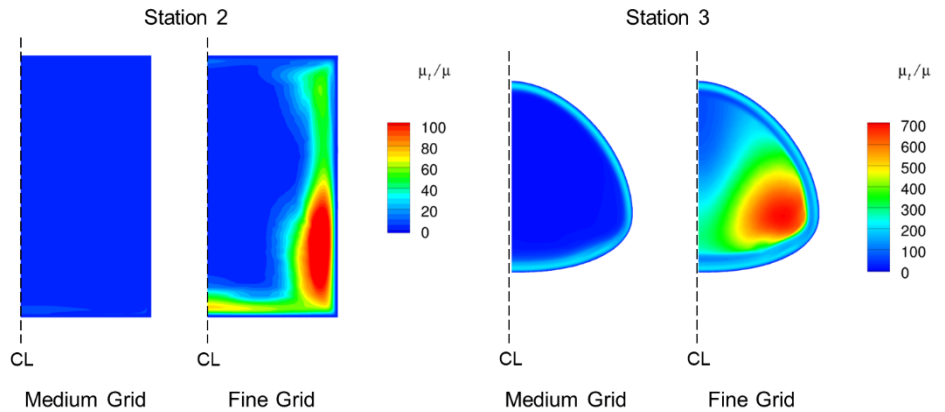 Station 2
Station 3
μt/μ
100
80
60
40
20
0
μt/μ
700
600
500
400
300
200
100
0
CL
CL
CL
CL
Medium Grid
Fine Grid
Medium Grid
Fine Grid